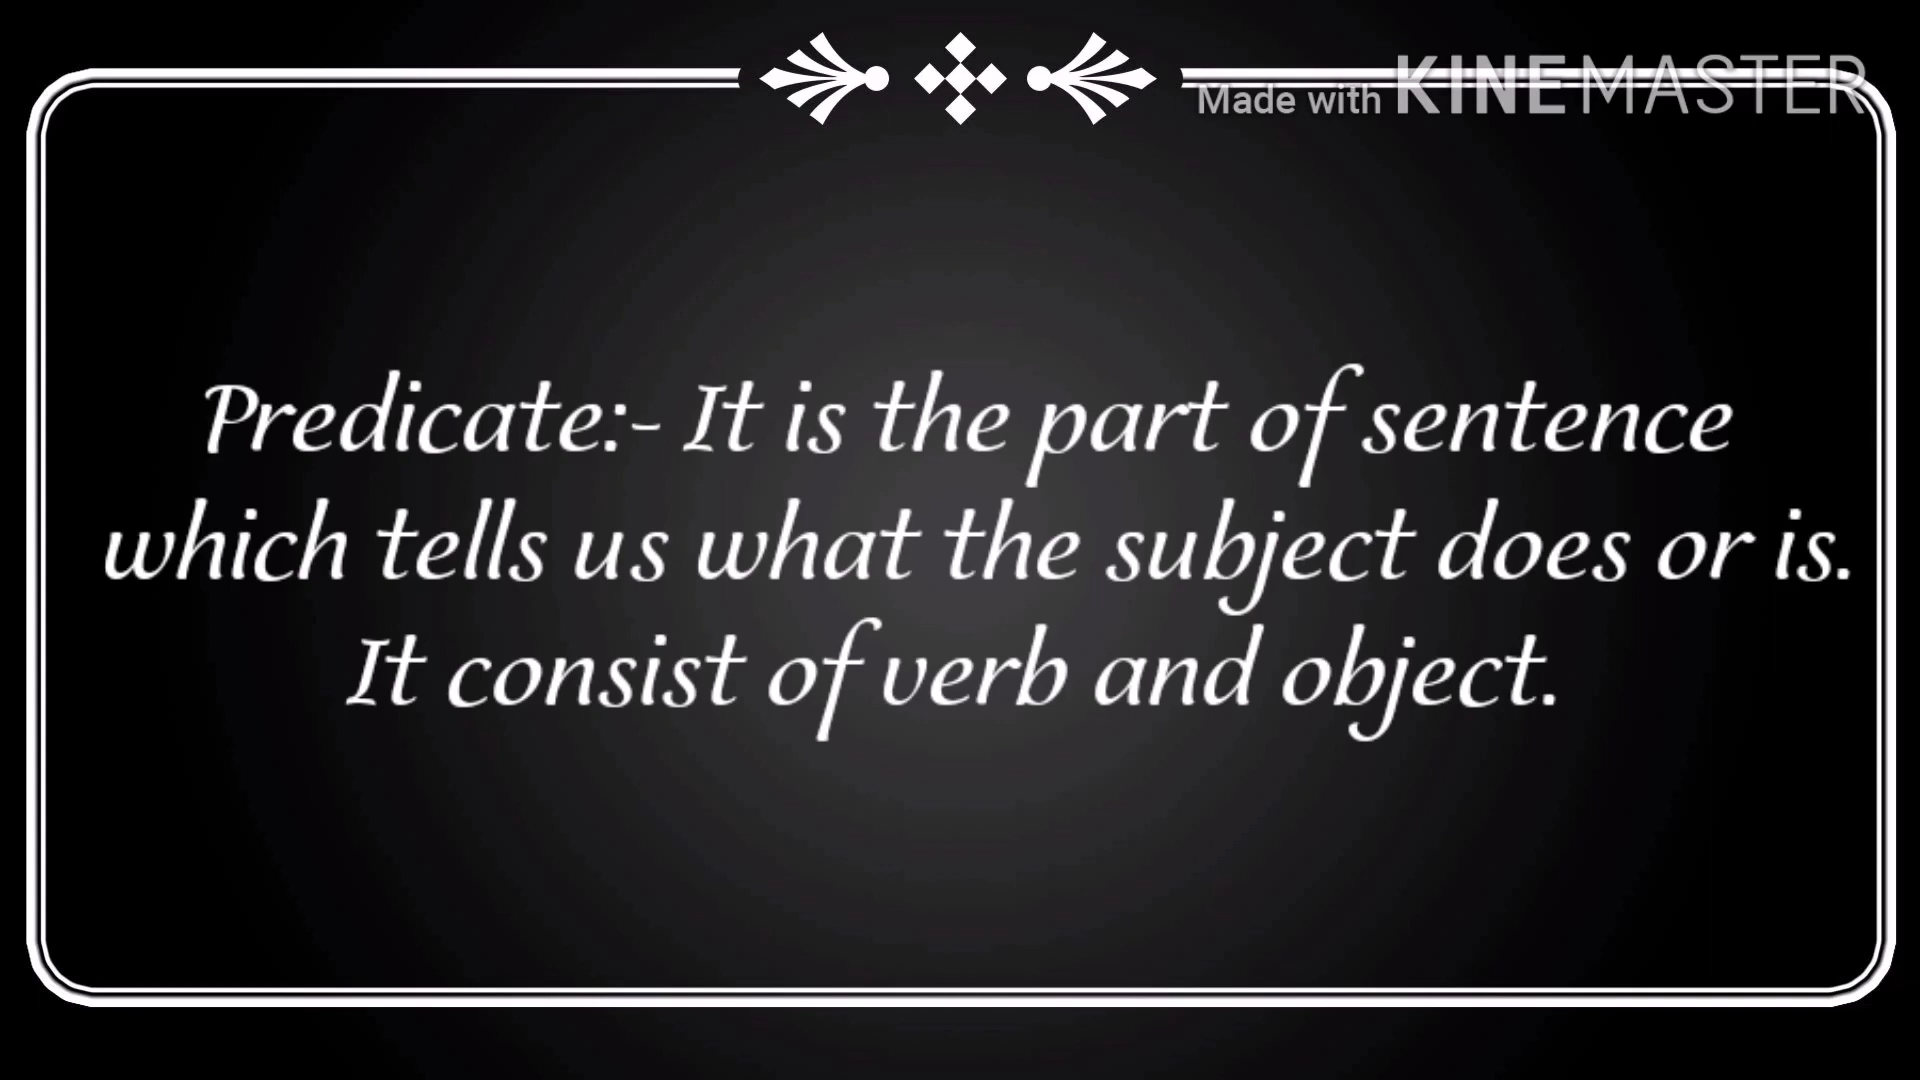 Made with KINEMASTER
Predicate:- It is the part of sentence
which tells us what the subject does or is.
It consist of verb and object.